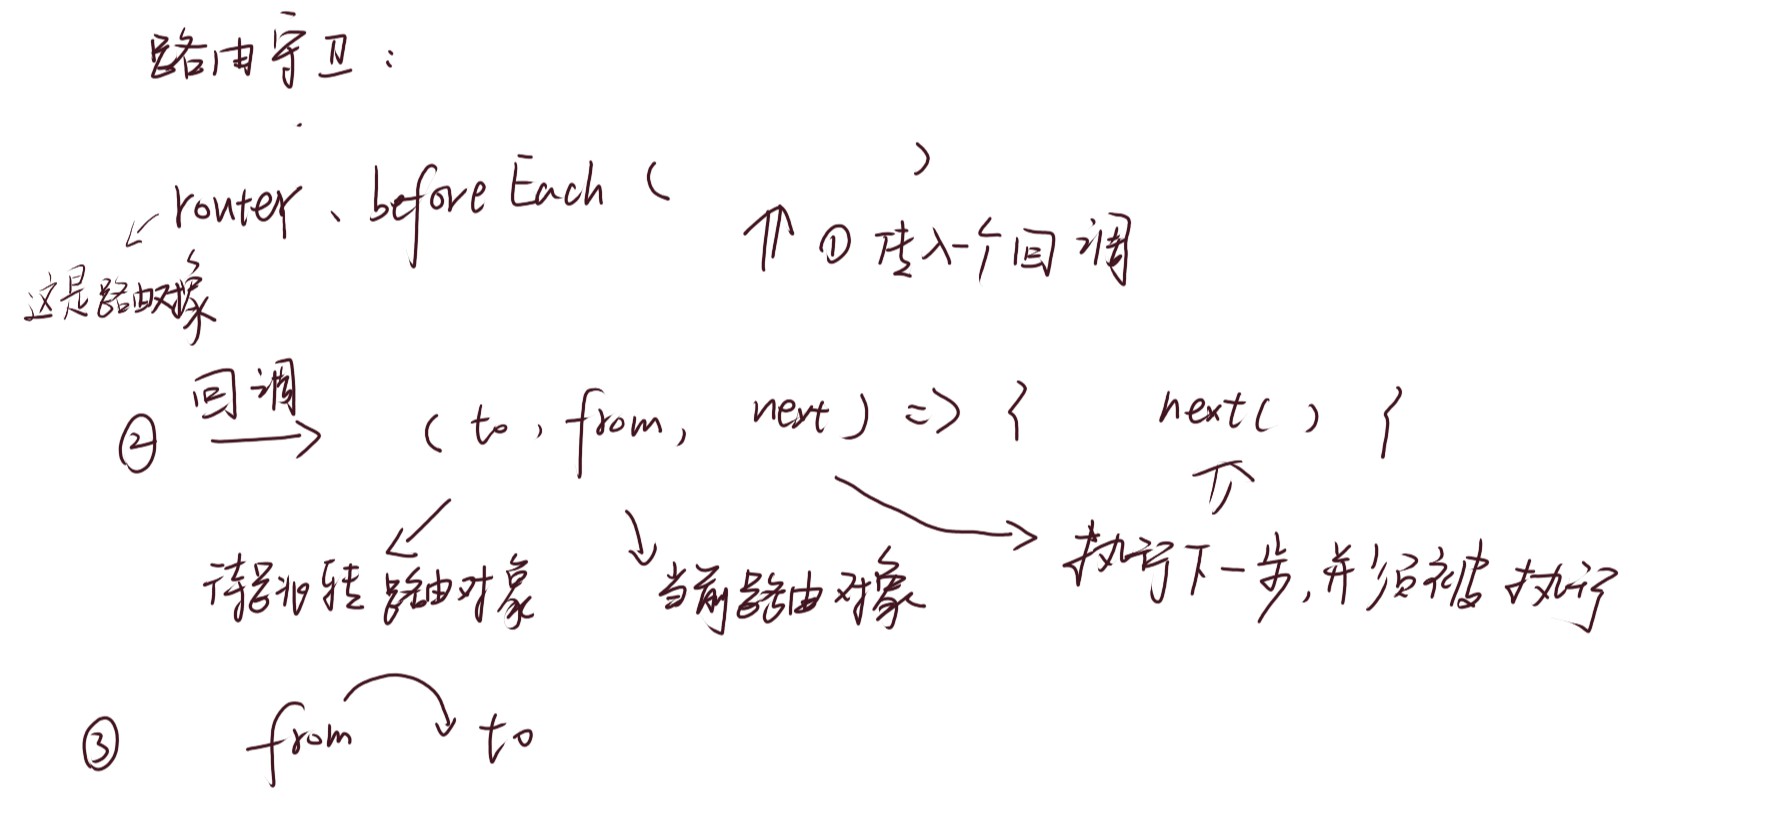 路由守卫：
router、beforeEach（ ）
这是路由对象
① 传入一个回调
② 回调 (to, from, next) => { next() {
待跳转路由对象
当前路由对象
执行下一步,并须被执行
③ from to